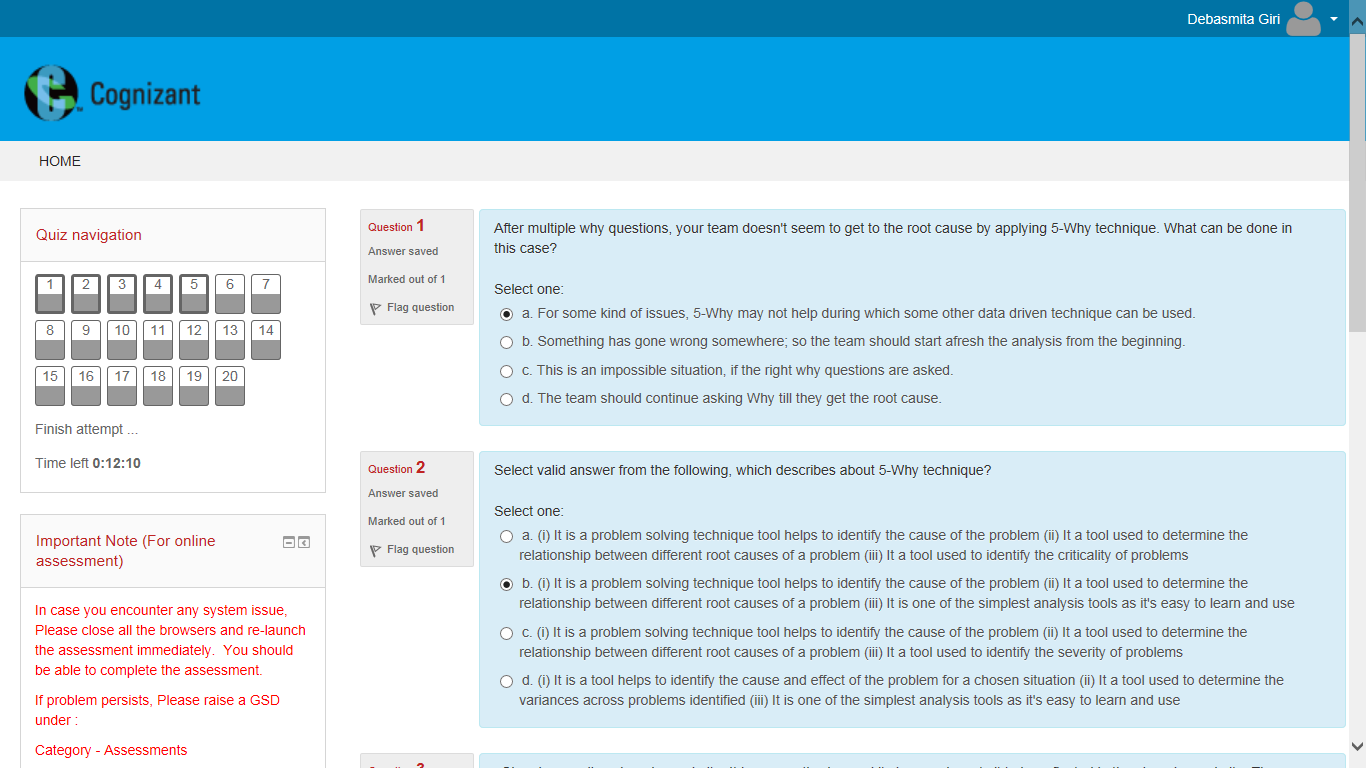 Debasmita Giri
Cognizant
HOME
Quiz navigation
1 2 3 4 5 6 7
8 9 10 11 12 13 14
15 16 17 18 19 20
Finish attempt ...
Time left 0:12:10
Important Note (For online
assessment)
In case you encounter any system issue,
Please close all the browsers and re-launch
the assessment immediately.  You should
be able to complete the assessment.
If problem persists, Please raise a GSD
under :
Category - Assessments
Question 1
Answer saved
Marked out of 1
Flag question
After multiple why questions, your team doesn't seem to get to the root cause by applying 5-Why technique. What can be done in
this case?
Select one:
a. For some kind of issues, 5-Why may not help during which some other data driven technique can be used.
b. Something has gone wrong somewhere; so the team should start afresh the analysis from the beginning.
c. This is an impossible situation, if the right why questions are asked.
d. The team should continue asking Why till they get the root cause.
Question 2
Answer saved
Marked out of 1
Flag question
Select valid answer from the following, which describes about 5-Why technique?
Select one:
a. (i) It is a problem solving technique tool helps to identify the cause of the problem (ii) It a tool used to determine the
relationship between different root causes of a problem (iii) It a tool used to identify the criticality of problems
b. (i) It is a problem solving technique tool helps to identify the cause of the problem (ii) It a tool used to determine the
relationship between different root causes of a problem (iii) It is one of the simplest analysis tools as it's easy to learn and use
c. (i) It is a problem solving technique tool helps to identify the cause of the problem (ii) It a tool used to determine the
relationship between different root causes of a problem (iii) It a tool used to identify the severity of problems
d. (i) It is a tool helps to identify the cause and effect of the problem for a chosen situation (ii) It a tool used to determine the
variances across problems identified (iii) It is one of the simplest analysis tools as it's easy to learn and use